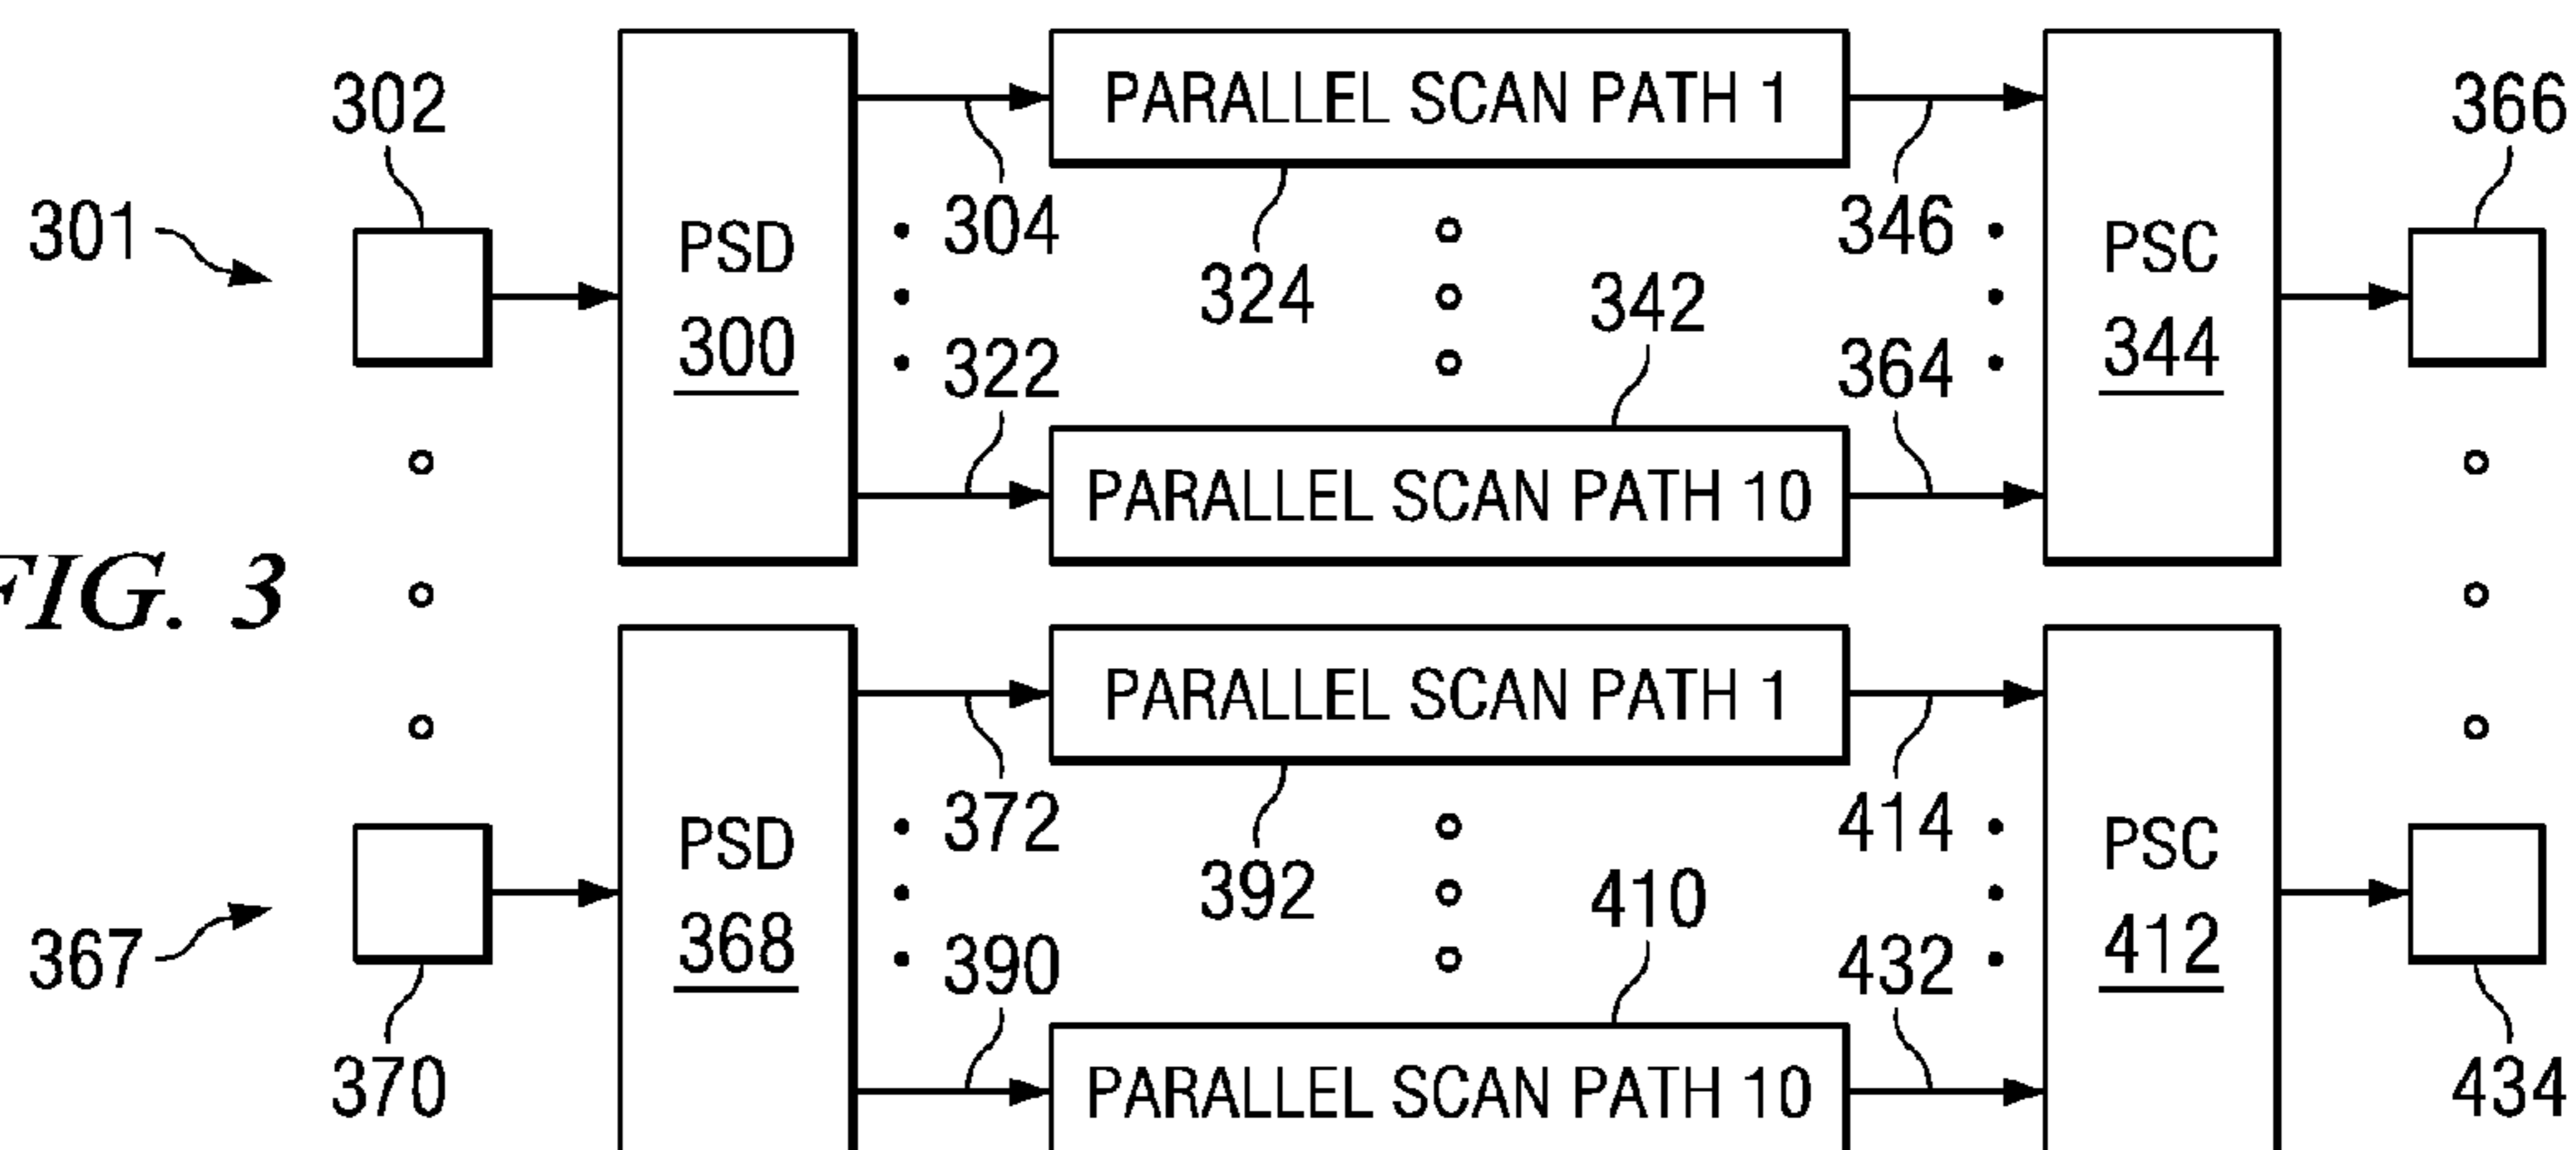 302
PARALLEL SCAN PATH 1
366
301
304
346
PSD
300
324
342
PSC
344
322
364
PARALLEL SCAN PATH 10
FIG. 3
PARALLEL SCAN PATH 1
372
414
PSD
368
392
410
PSC
412
367
390
432
370
PARALLEL SCAN PATH 10
434